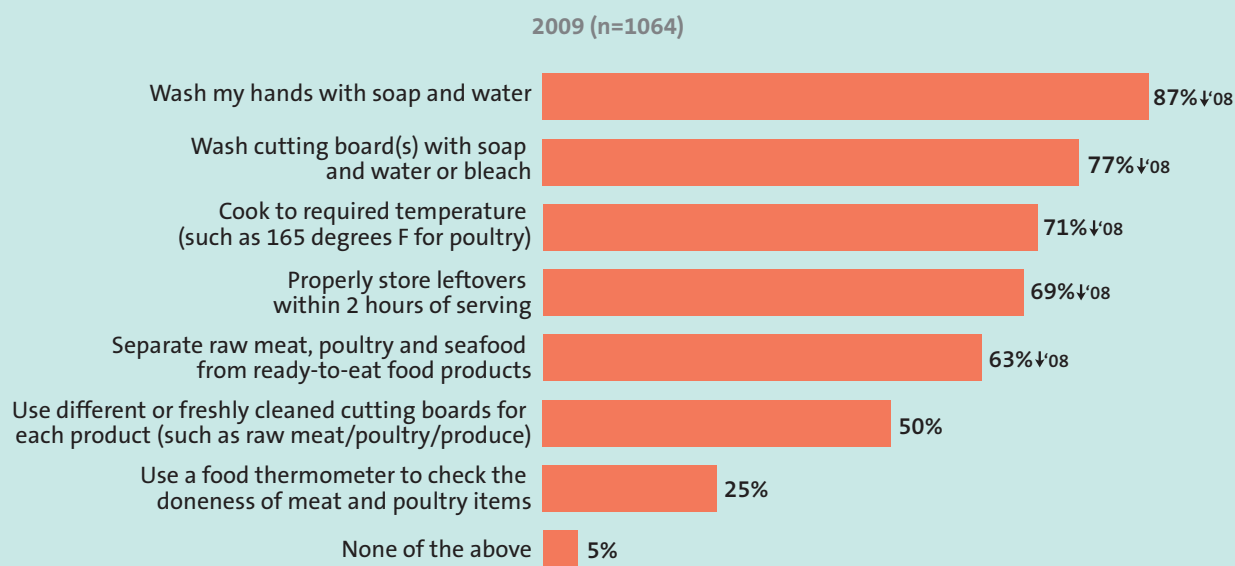 2009 (n=1064)
Wash my hands with soap and water
87%↓‘08
Wash cutting board(s) with soap
and water or bleach
77%↓‘08
Cook to required temperature
(such as 165 degrees F for poultry)
71%↓‘08
Properly store leftovers
within 2 hours of serving
69%↓‘08
Separate raw meat, poultry and seafood
from ready-to-eat food products
63%↓‘08
Use different or freshly cleaned cutting boards for
each product (such as raw meat/poultry/produce)
50%
Use a food thermometer to check the
doneness of meat and poultry items
25%
None of the above
5%